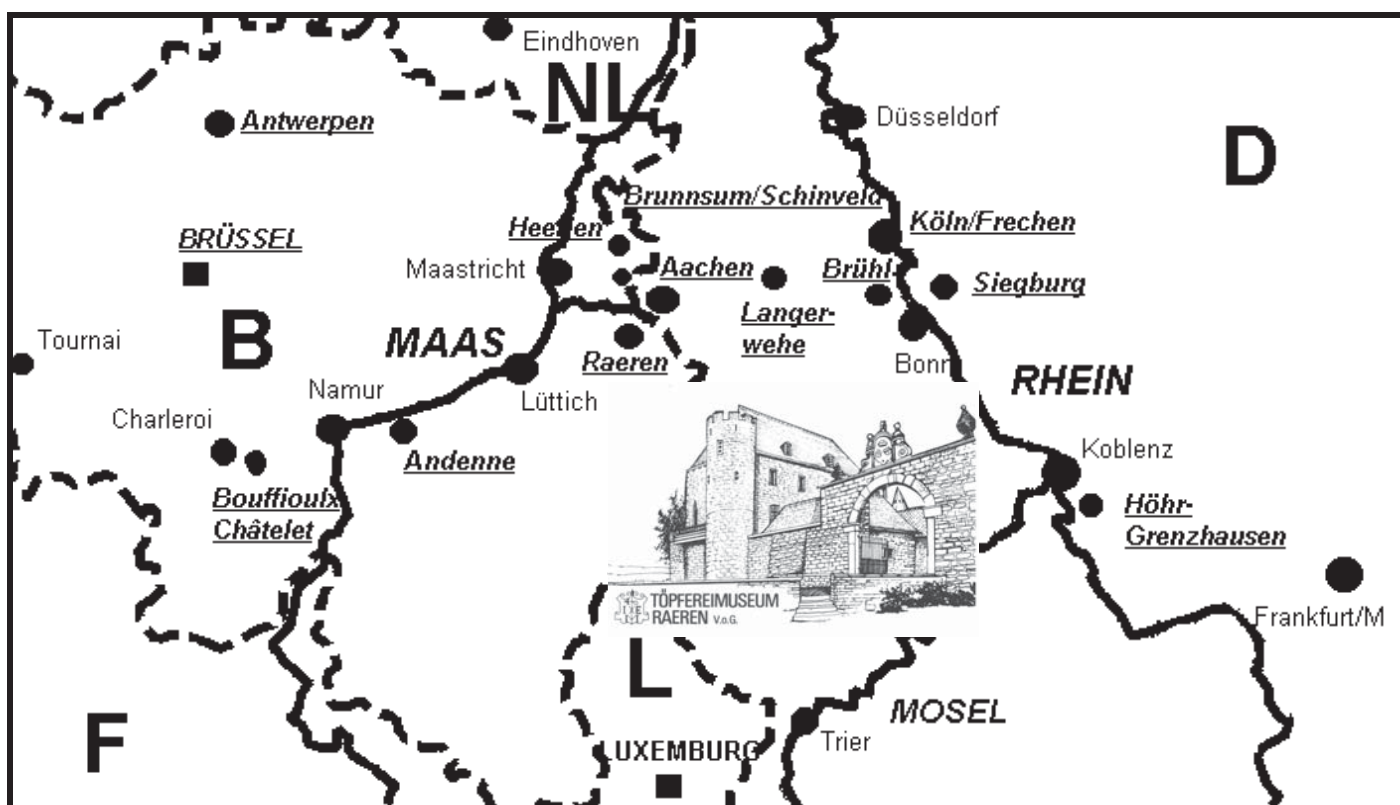 Eindhoven
NL
Antwerpen
Düsseldorf
D
Brunnsum/Schinveld
Heerlen
Köln/Frechen
BRÜSSEL
Maastricht
Aachen
Brühl
Siegburg
Langer-
wehe
Tournai
B
MAAS
Raeren
Bonn
RHEIN
Namur
Lüttich
Charleroi
Andenne
Koblenz
Bouffioulx
Châtelet
Höhr-
Grenzhausen
TÖPFEREIMUSEUM
RAEREN V.o.G.
Frankfurt/M
L
MOSEL
F
Trier
LUXEMBURG